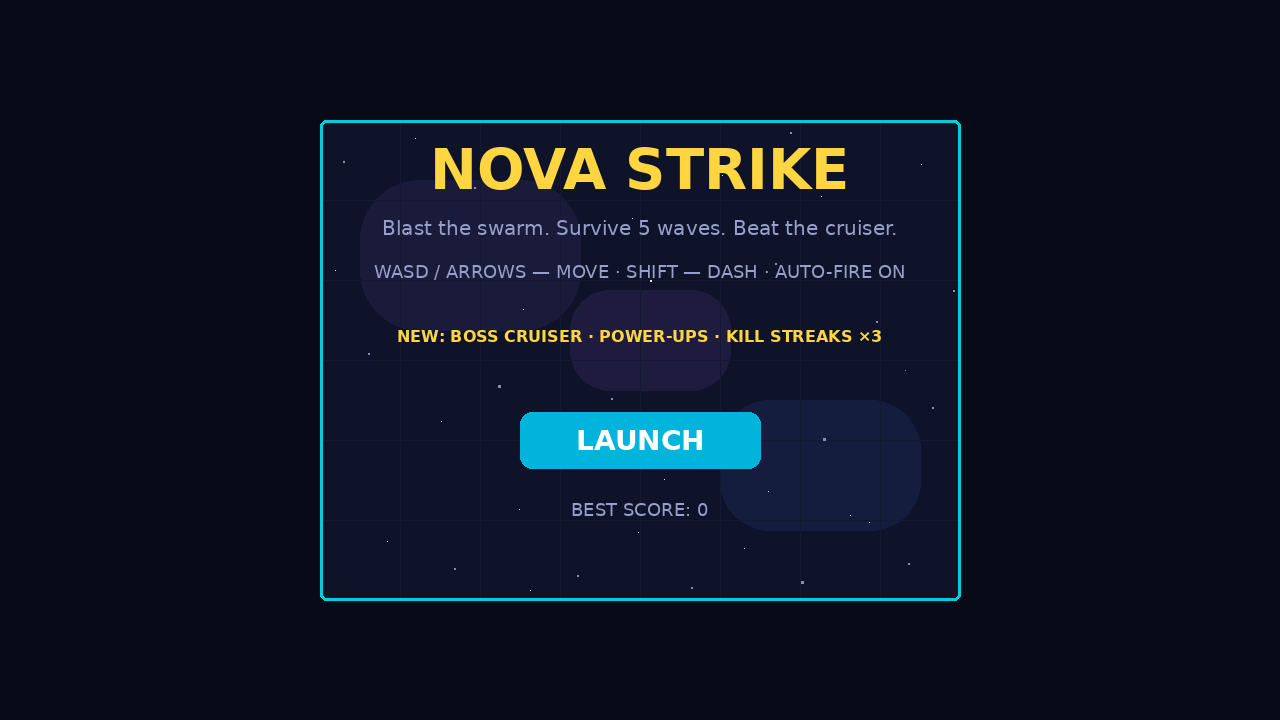 NOVA STRIKE
Blast the swarm. Survive 5 waves. Beat the cruiser.
WASD / ARROWS — MOVE · SHIFT — DASH · AUTO-FIRE ON
NEW: BOSS CRUISER · POWER-UPS · KILL STREAKS ×3
LAUNCH
BEST SCORE: 0